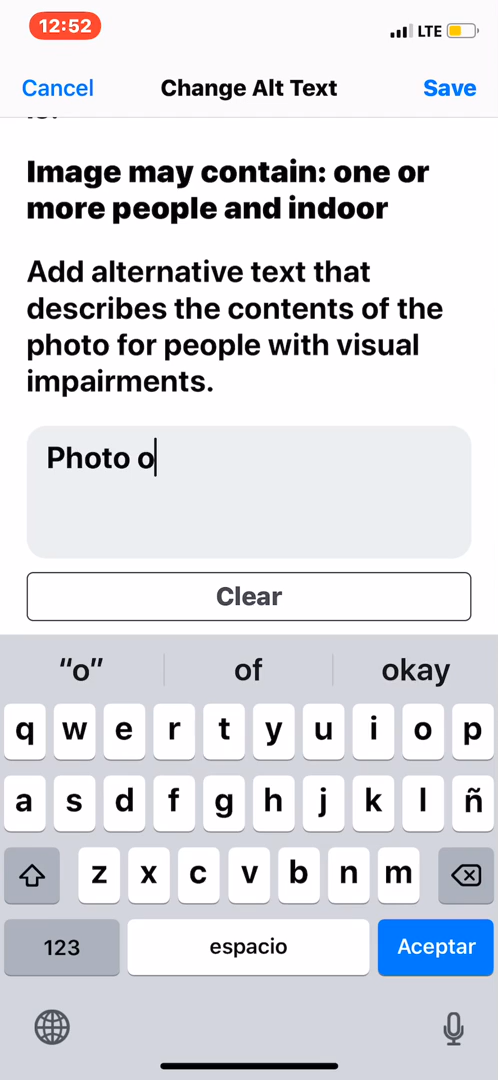 12:52
LTE
Cancel
Change Alt Text
Save
Image may contain: one or
more people and indoor
Add alternative text that
describes the contents of the
photo for people with visual
impairments.
Photo o
Clear
“o”
of
okay
q w e r t y u i o p
a s d f g h j k l ñ
z x c v b n m
123
espacio
Aceptar